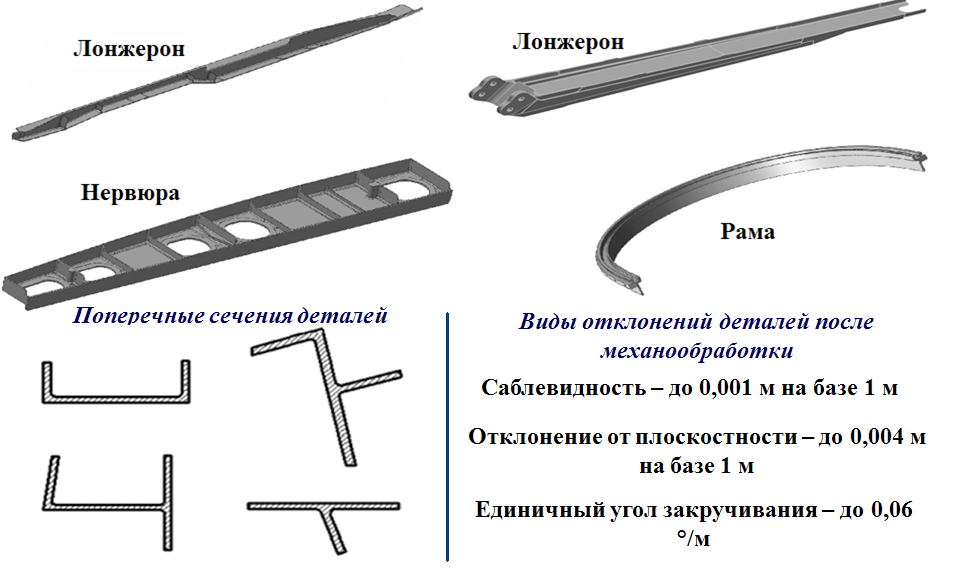 Лонжерон
Лонжерон
Нервюра
Рама
Поперечные сечения деталей
Виды отклонений деталей после
механообработки
Саблевидность – до 0,001 м на базе 1 м
Отклонение от плоскостности – до 0,004 м
на базе 1 м
Единичный угол закручивания – до 0,06
°/м